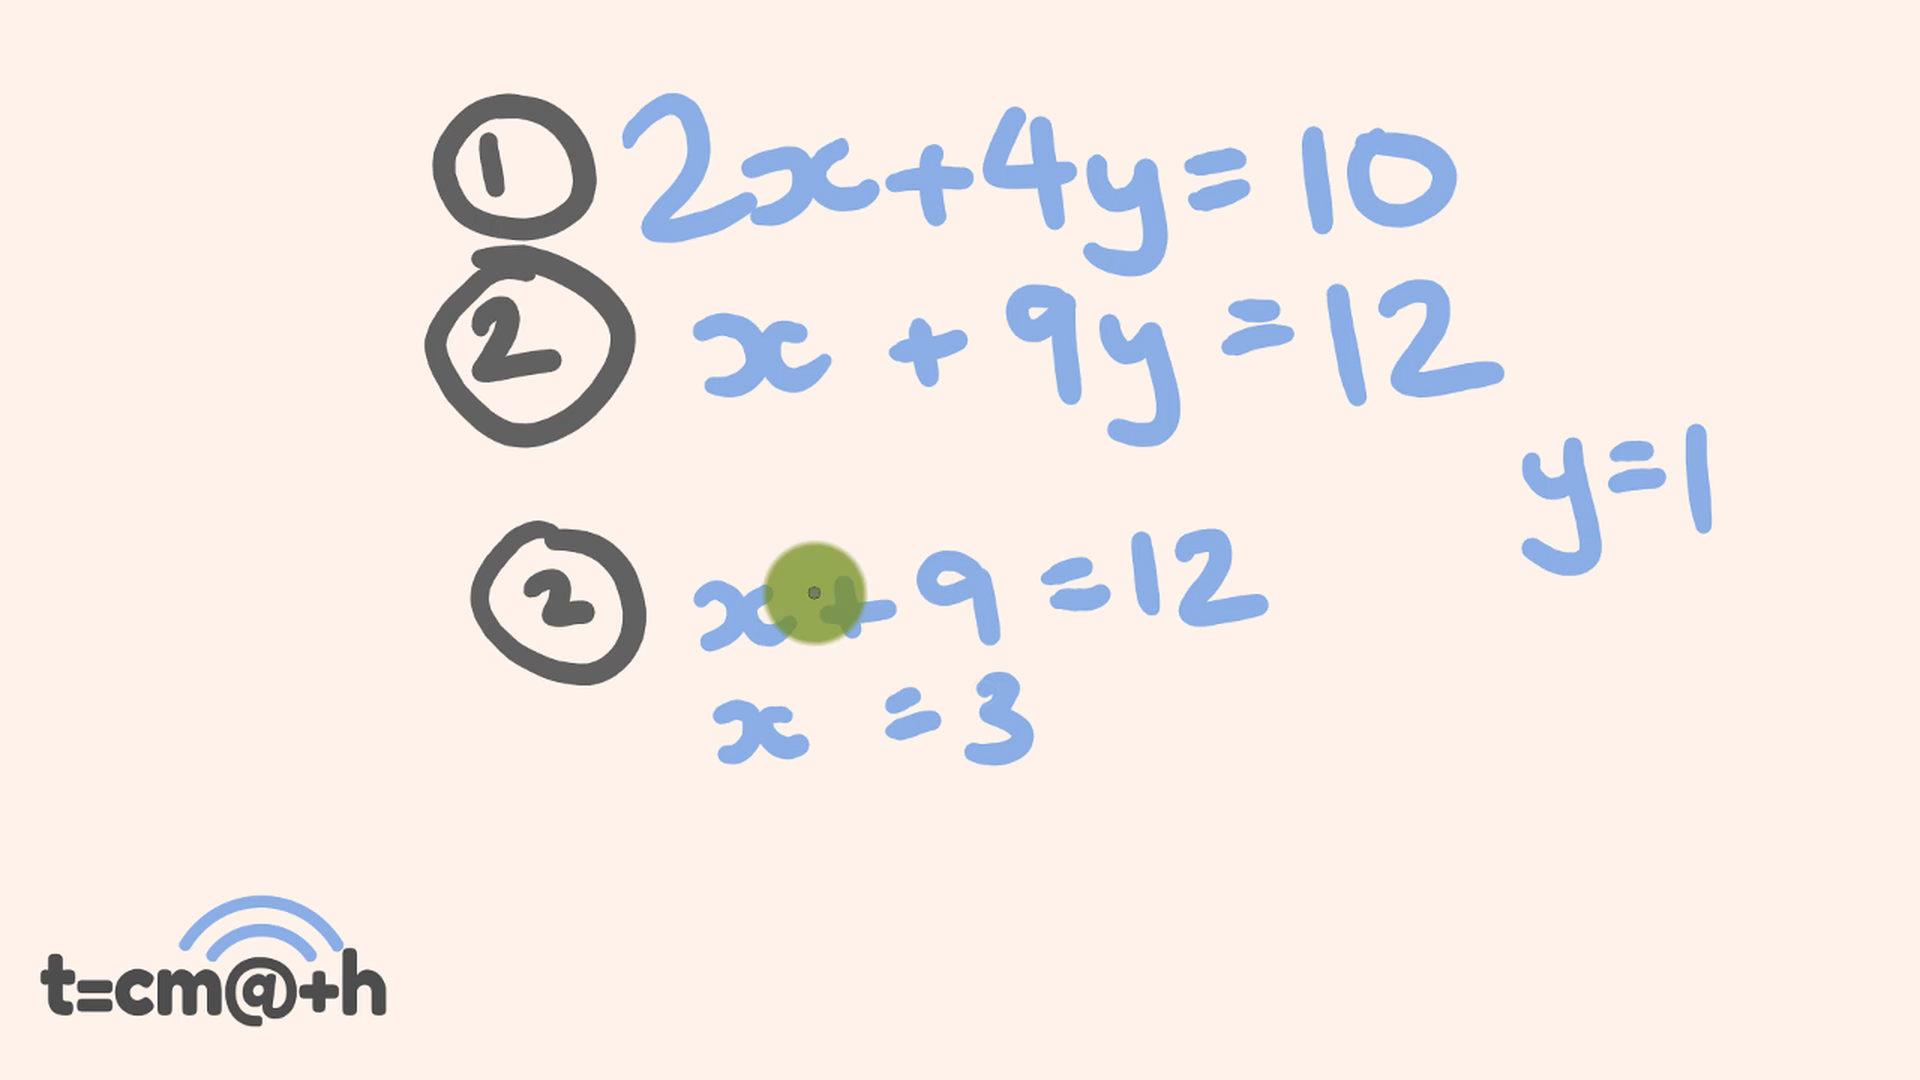 ① 2x+4y=10
② x + 9y = 12
y=1
② x + 9 = 12
x = 3
t=cm@+h